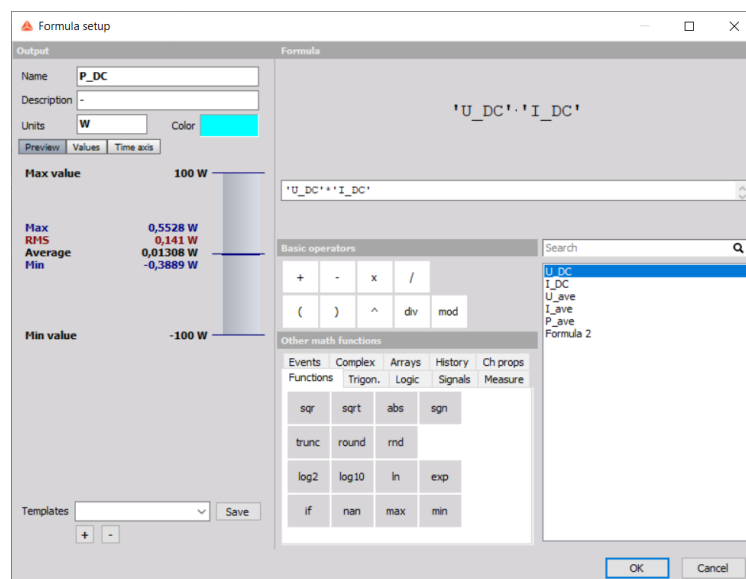 Formula setup
Output
Name P_DC
Description -
Units W Color
Preview Values Time axis
Max value 100 W
Max 0,5528 W
RMS 0,141 W
Average 0,01308 W
Min -0,3889 W
Min value -100 W
Templates Save
+ -
Formula
'U_DC'·'I_DC'
'U_DC'*'I_DC'
Basic operators
+ - x /
( ) ^ div mod
Other math functions
Events Complex Arrays History Ch props
Functions Trigon. Logic Signals Measure
sqr sqrt abs sgn
trunc round rnd
log2 log10 ln exp
if nan max min
Search
U_DC
I_DC
U_ave
I_ave
P_ave
Formula 2
OK Cancel